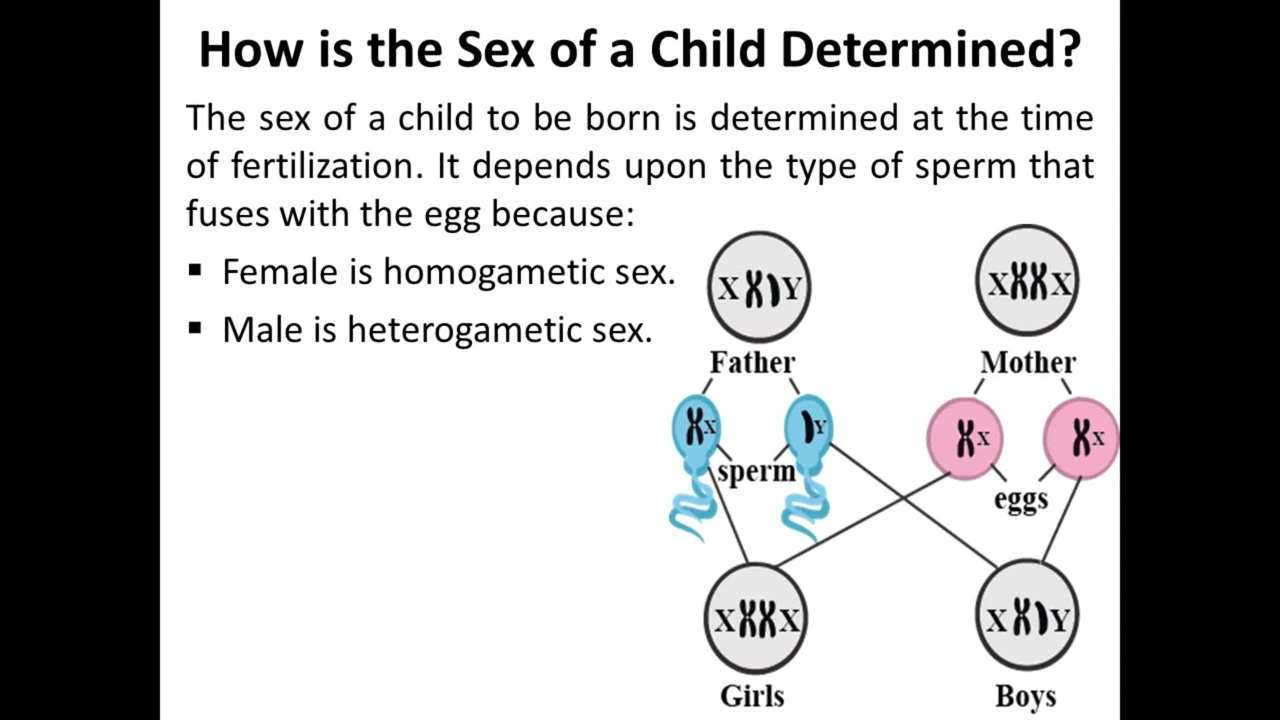 How is the Sex of a Child Determined?
The sex of a child to be born is determined at the time
of fertilization. It depends upon the type of sperm that
fuses with the egg because:
▪ Female is homogametic sex.
▪ Male is heterogametic sex.
X Y
X X
Father
Mother
X
Y
X
X
sperm
eggs
X X
X Y
Girls
Boys